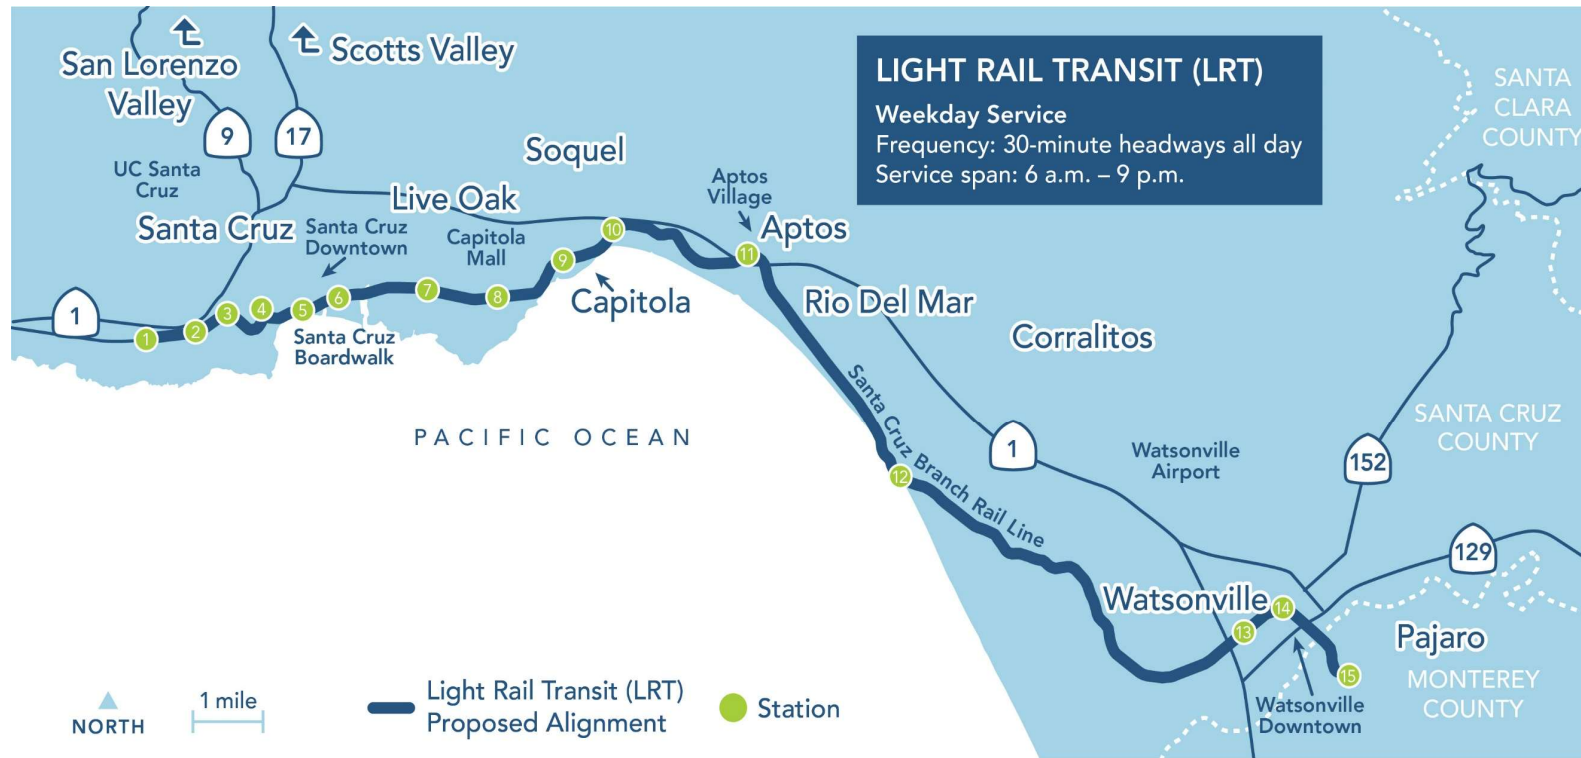 San Lorenzo
Valley
Scotts Valley
LIGHT RAIL TRANSIT (LRT)
Weekday Service
Frequency: 30-minute headways all day
Service span: 6 a.m. – 9 p.m.
SANTA
CLARA
COUNTY
9
17
UC Santa
Cruz
Soquel
Live Oak
Aptos
Village
Santa Cruz
Santa Cruz
Downtown
Capitola
Mall
Aptos
10
11
9
Capitola
Rio Del Mar
1
1
2
3
4
5
6
7
8
Santa Cruz
Boardwalk
Corralitos
PACIFIC OCEAN
Santa Cruz Branch Rail Line
1
Watsonville
Airport
152
SANTA CRUZ
COUNTY
12
129
Watsonville
13
14
15
Pajaro
MONTEREY
COUNTY
Watsonville
Downtown
NORTH
1 mile
Light Rail Transit (LRT)
Proposed Alignment
Station